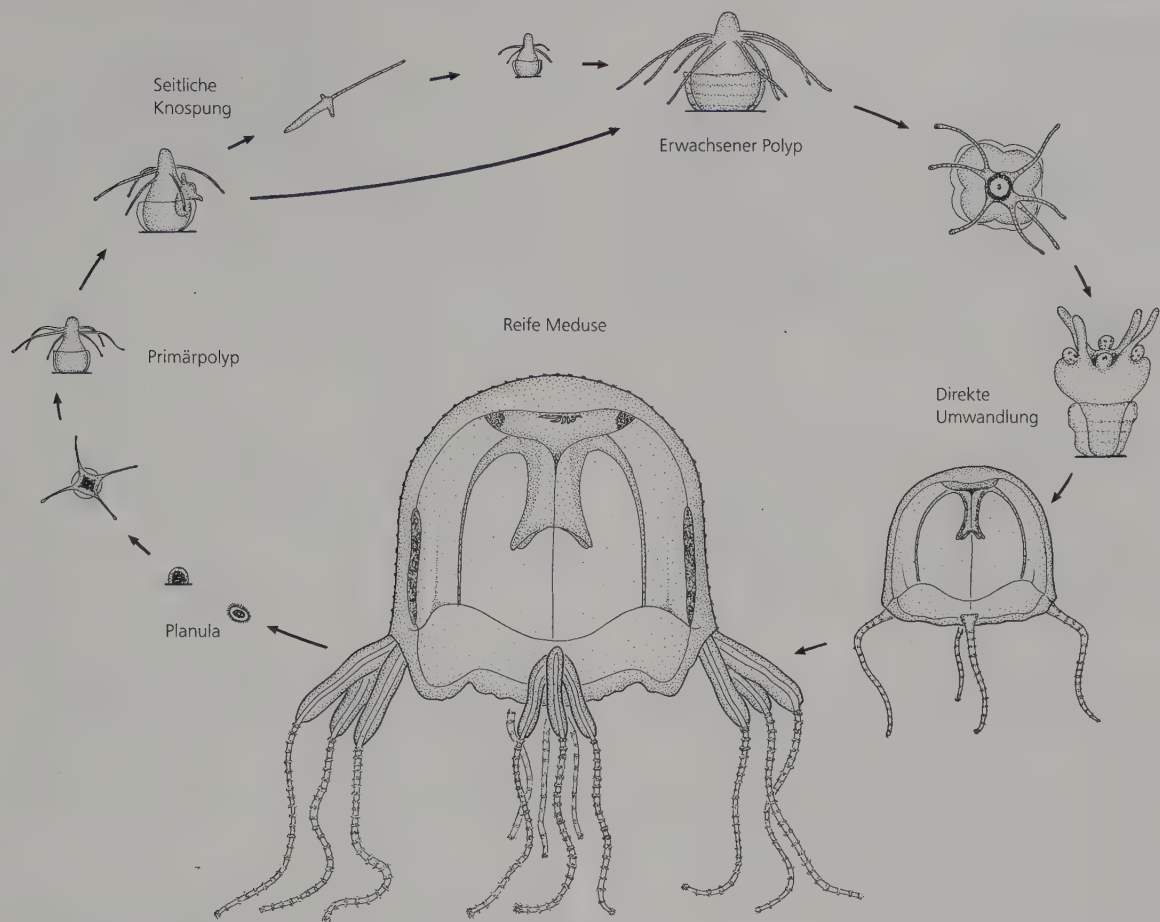 Seitliche
Knospung
Erwachsener Polyp
Reife Meduse
Primärpolyp
Direkte
Umwandlung
Planula